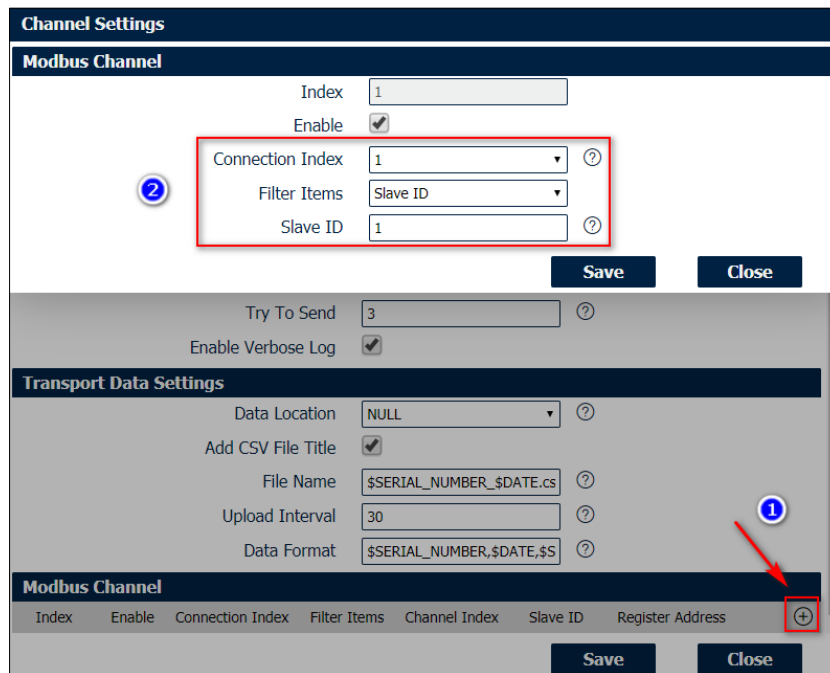 Channel Settings
Modbus Channel
Index 1
Enable
Connection Index 1
2 Filter Items Slave ID
Slave ID 1
Save Close
Try To Send 3
Enable Verbose Log
Transport Data Settings
Data Location NULL
Add CSV File Title
File Name $SERIAL_NUMBER_$DATE.cs
1
Upload Interval 30
Data Format $SERIAL_NUMBER,$DATE,$S
Modbus Channel
Index Enable Connection Index Filter Items Channel Index Slave ID Register Address
Save Close